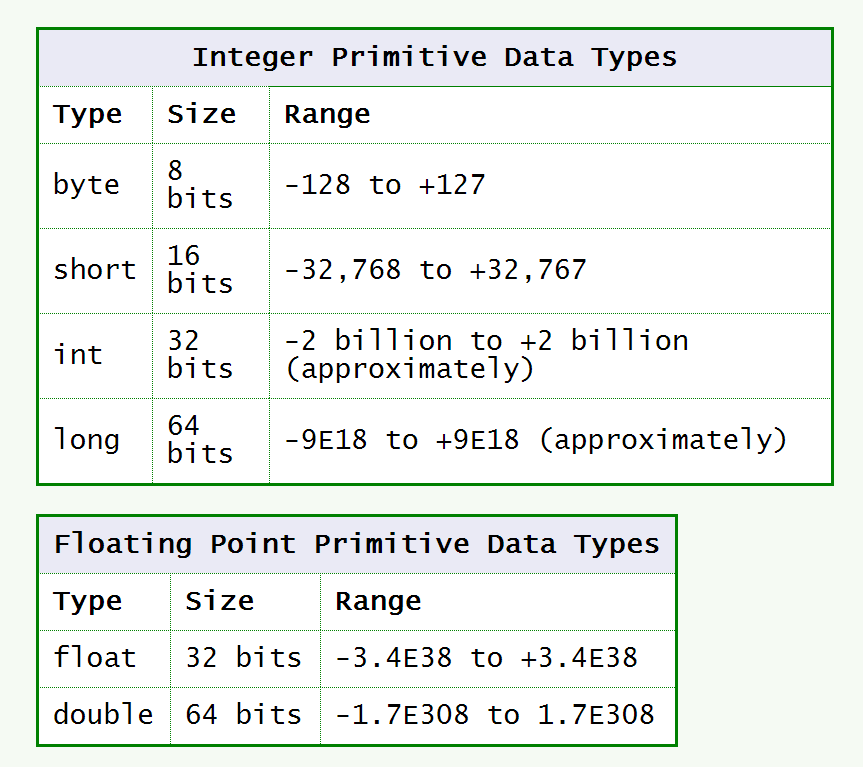 Integer Primitive Data Types
Type Size Range
byte 8 bits -128 to +127
short 16 bits -32,768 to +32,767
int 32 bits -2 billion to +2 billion (approximately)
long 64 bits -9E18 to +9E18 (approximately)
Floating Point Primitive Data Types
Type Size Range
float 32 bits -3.4E38 to +3.4E38
double 64 bits -1.7E308 to 1.7E308